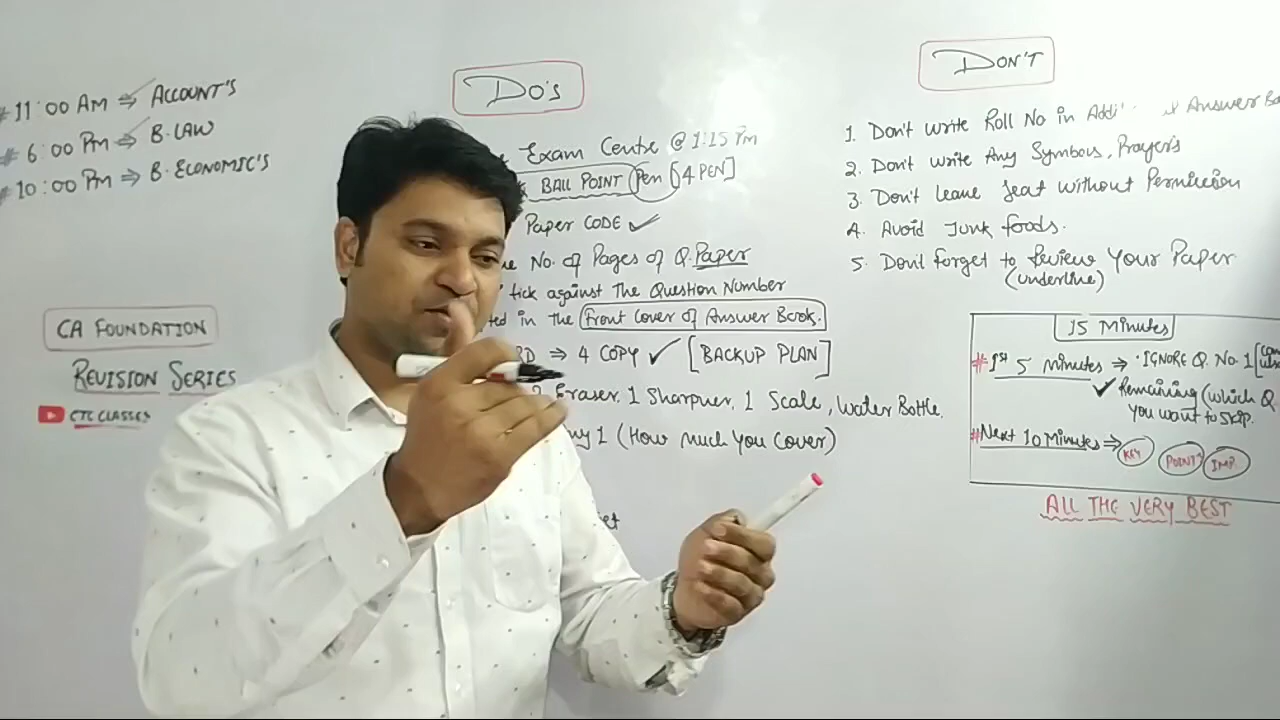 # 11:00 AM ⇒ ACCOUNT'S
# 6:00 PM ⇒ B. LAW
# 10:00 PM ⇒ B. ECONOMIC'S
CA FOUNDATION
REVISION SERIES
CTC CLASSES
DO'S
Exam Centre @ 1:15 PM
BALL POINT Pen [4 PEN]
Paper CODE ✓
No. of Pages of Q. Paper
tick against The Question Number
in the Front Cover of Answer Book.
⇒ 4 COPY ✓ [BACKUP PLAN]
Eraser, 1 Sharpner, 1 Scale, Water Bottle.
1 (How much You Cover)
DON'T
1. Don't write Roll No in Answer
2. Don't write Any Symbols, Prayer's
3. Don't leave Seat Without Permission
4. Avoid Junk foods.
5. Don't forget to Review Your Paper
(underline)
15 Minutes
# 1st 5 minutes → IGNORE Q. No. 1
✓ Remaining (which Q
You want to skip.
# Next 10 Minutes ⇒ KEY POINTS IMP.
ALL THE VERY BEST